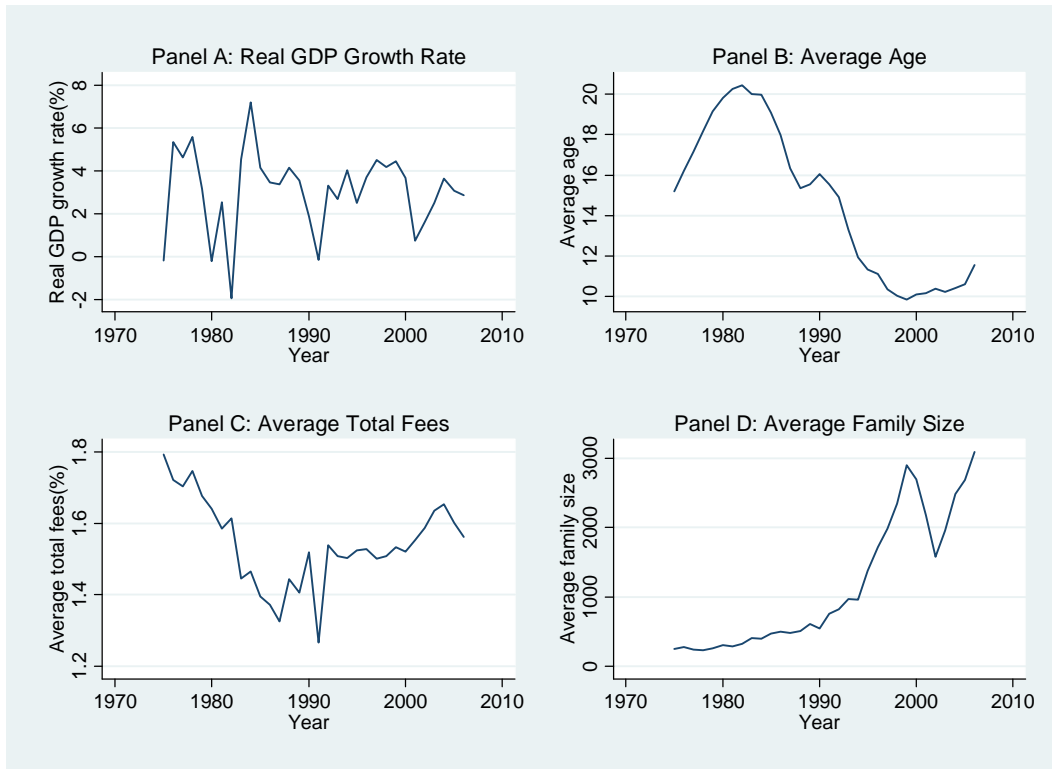 Panel A: Real GDP Growth Rate
Real GDP growth rate(%)
8
6
4
2
0
-2
1970 1980 1990 2000 2010
Year
Panel B: Average Age
Average age
20
18
16
14
12
10
1970 1980 1990 2000 2010
Year
Panel C: Average Total Fees
Average total fees(%)
1.8
1.6
1.4
1.2
1970 1980 1990 2000 2010
Year
Panel D: Average Family Size
Average family size
3000
2000
1000
0
1970 1980 1990 2000 2010
Year